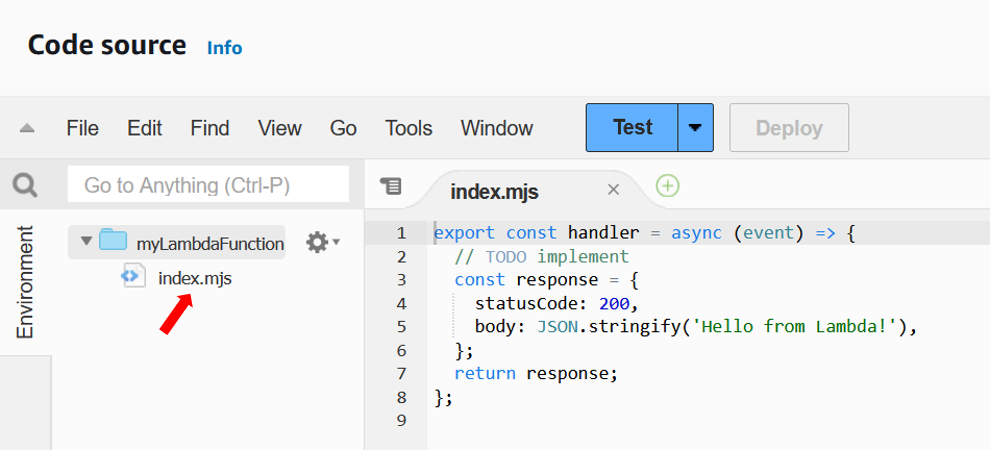 Code source Info
File Edit Find View Go Tools Window Test Deploy
Go to Anything (Ctrl-P)
index.mjs
Environment
myLambdaFunction
index.mjs
1 export const handler = async (event) => {
2 // TODO implement
3 const response = {
4 statusCode: 200,
5 body: JSON.stringify('Hello from Lambda!'),
6 };
7 return response;
8 };
9